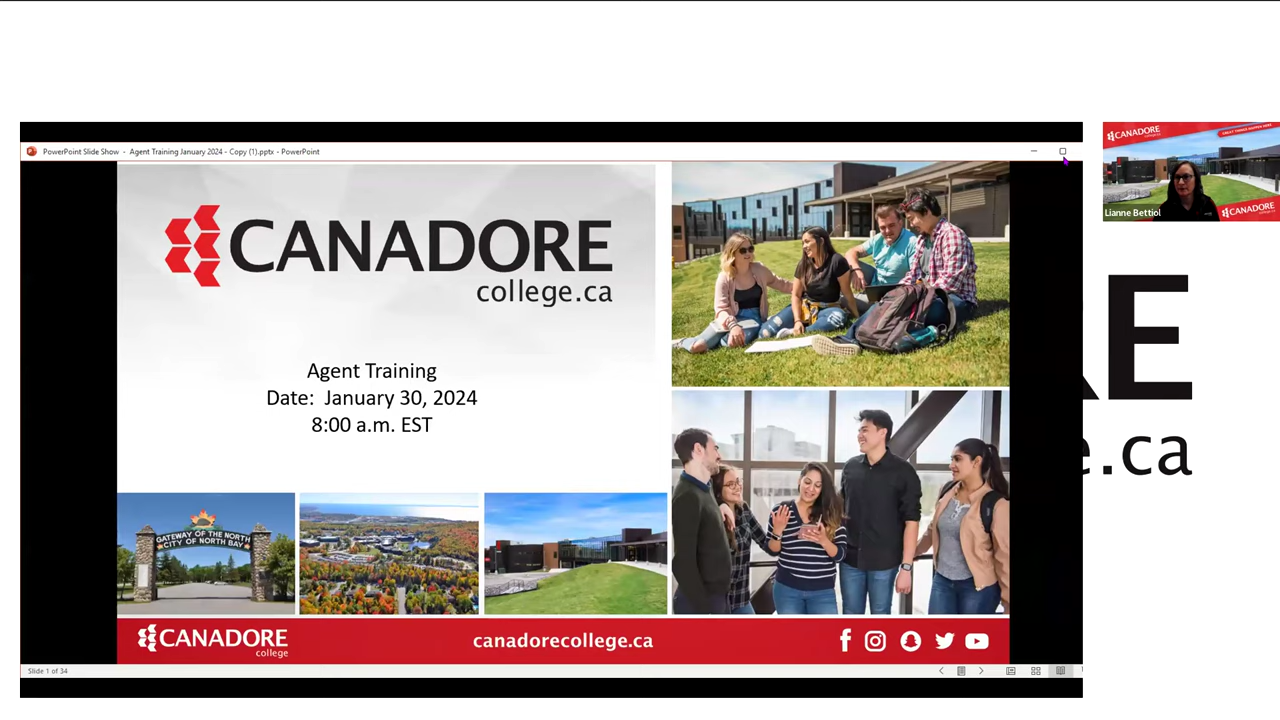 PowerPoint Slide Show - Agent Training January 2024 - Copy (1).pptx - PowerPoint
CANADORE
college.ca
Agent Training
Date: January 30, 2024
8:00 a.m. EST
GATEWAY OF THE NORTH
CITY OF NORTH BAY
CANADORE
college
canadorecollege.ca
Slide 1 of 34
CANADORE
Lianne Bettiol
CANADORE
RE
e.ca